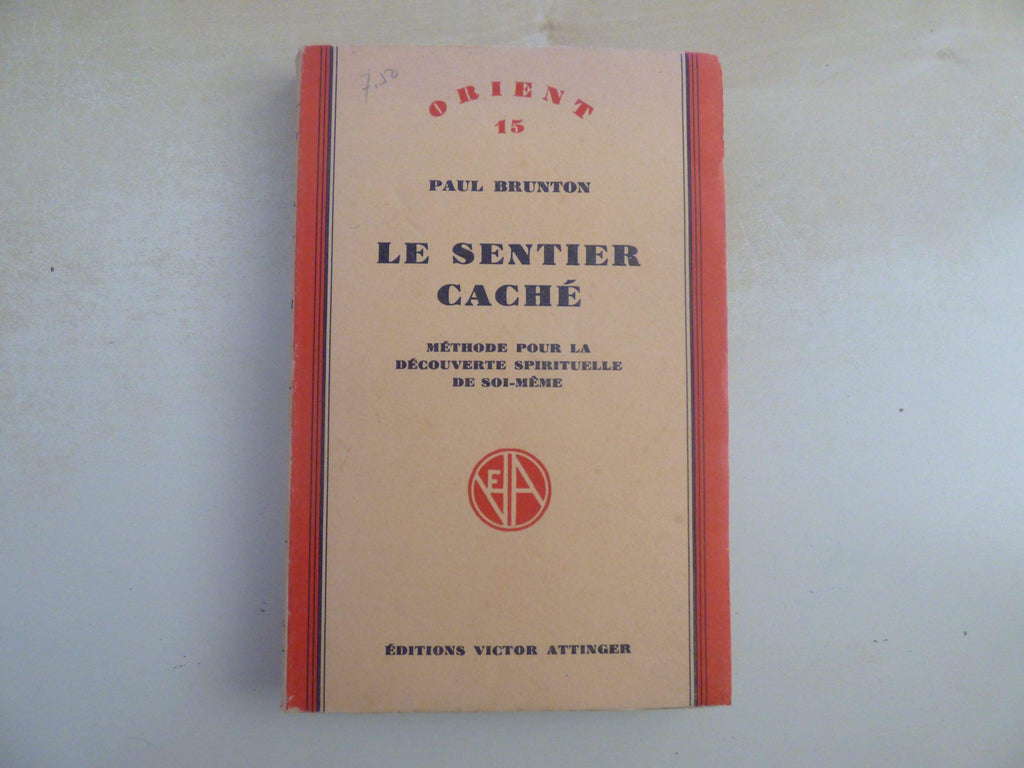 7,50
ORIENT
15
PAUL BRUNTON
LE SENTIER
CACHÉ
MÉTHODE POUR LA
DÉCOUVERTE SPIRITUELLE
DE SOI-MÊME
VEA
ÉDITIONS VICTOR ATTINGER